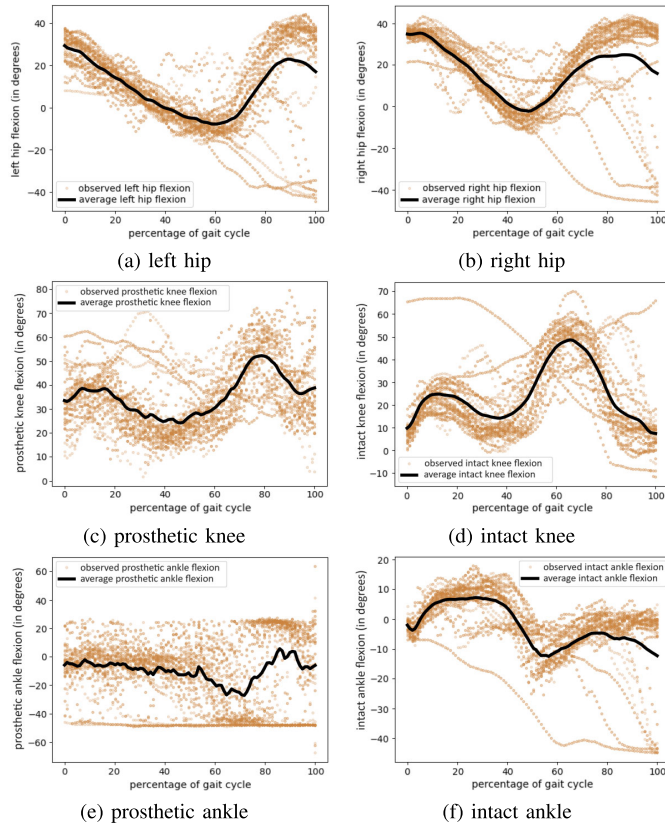 40
20
0
−20
−40
left hip flexion (in degrees)
observed left hip flexion
average left hip flexion
0 20 40 60 80 100
percentage of gait cycle
(a) left hip
40
20
0
−20
−40
right hip flexion (in degrees)
observed right hip flexion
average right hip flexion
0 20 40 60 80 100
percentage of gait cycle
(b) right hip
80
70
60
50
40
30
20
10
0
prosthetic knee flexion (in degrees)
observed prosthetic knee flexion
average prosthetic knee flexion
0 20 40 60 80 100
percentage of gait cycle
(c) prosthetic knee
70
60
50
40
30
20
10
0
−10
intact knee flexion (in degrees)
observed intact knee flexion
average intact knee flexion
0 20 40 60 80 100
percentage of gait cycle
(d) intact knee
60
40
20
0
−20
−40
−60
prosthetic ankle flexion (in degrees)
observed prosthetic ankle flexion
average prosthetic ankle flexion
0 20 40 60 80 100
percentage of gait cycle
(e) prosthetic ankle
20
10
0
−10
−20
−30
−40
intact ankle flexion (in degrees)
observed intact ankle flexion
average intact ankle flexion
0 20 40 60 80 100
percentage of gait cycle
(f) intact ankle